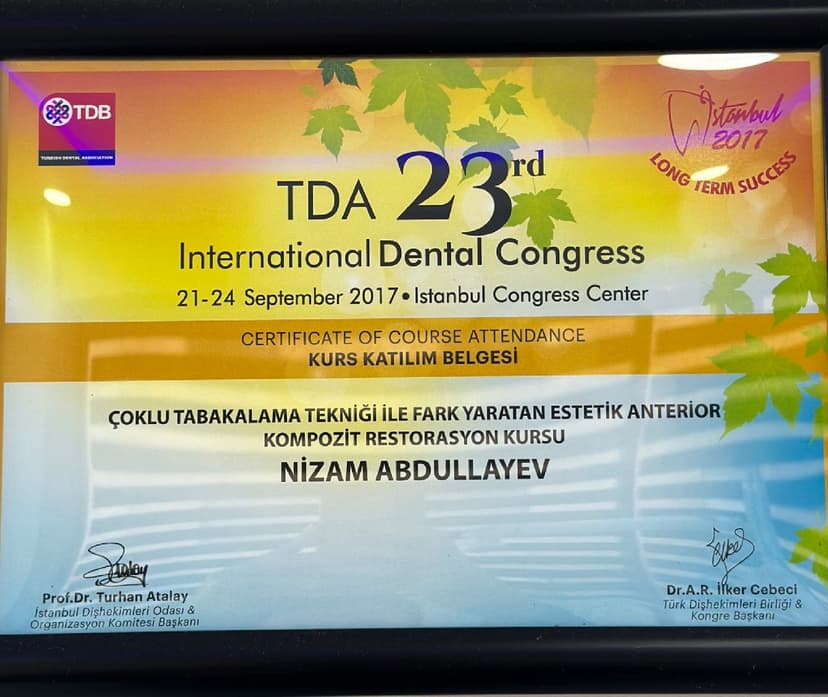 TDB
TURKISH DENTAL ASSOCIATION
İstanbul
2017
LONG TERM SUCCESS
TDA 23rd
International Dental Congress
21-24 September 2017•Istanbul Congress Center
CERTIFICATE OF COURSE ATTENDANCE
KURS KATILIM BELGESİ
ÇOKLU TABAKALAMA TEKNİĞİ İLE FARK YARATAN ESTETİK ANTERIOR
KOMPOZİT RESTORASYON KURSU
NİZAM ABDULLAYEV
Prof.Dr. Turhan Atalay
İstanbul Dişhekimleri Odası &
Organizasyon Komitesi Başkanı
Dr.A.R. İlker Cebeci
Türk Dişhekimleri Birliği &
Kongre Başkanı